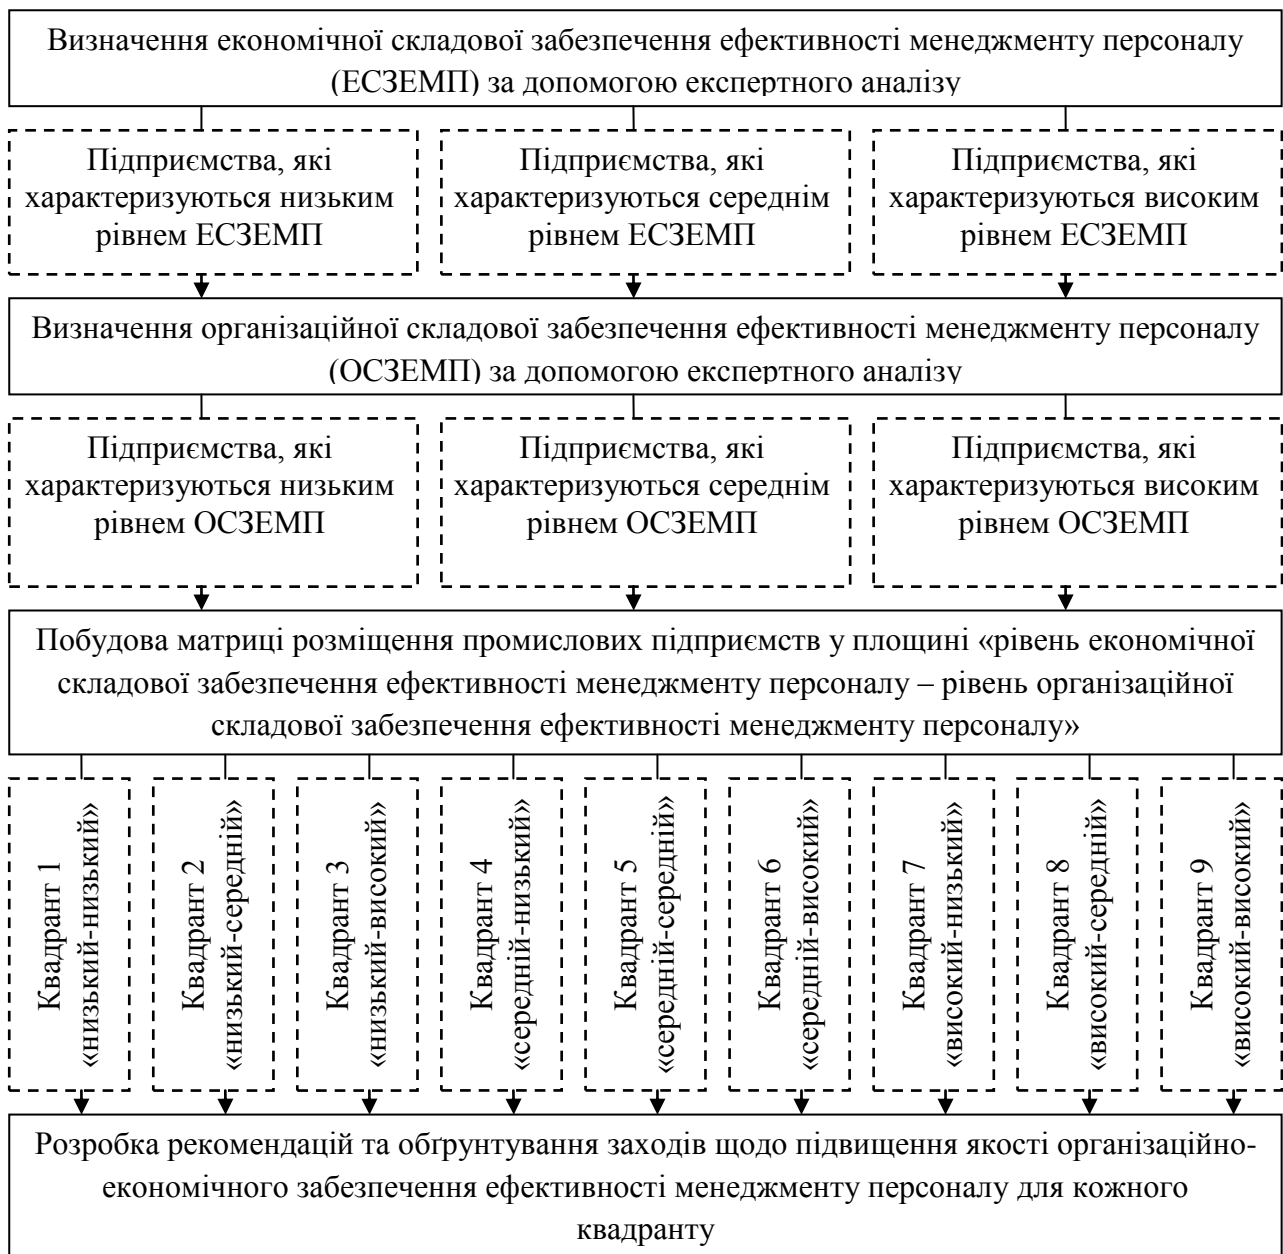 Визначення економічної складової забезпечення ефективності менеджменту персоналу
(ЕСЗЕМП) за допомогою експертного аналізу
Підприємства, які
характеризуються низьким
рівнем ЕСЗЕМП
Підприємства, які
характеризуються середнім
рівнем ЕСЗЕМП
Підприємства, які
характеризуються високим
рівнем ЕСЗЕМП
Визначення організаційної складової забезпечення ефективності менеджменту персоналу
(ОСЗЕМП) за допомогою експертного аналізу
Підприємства, які
характеризуються низьким
рівнем ОСЗЕМП
Підприємства, які
характеризуються середнім
рівнем ОСЗЕМП
Підприємства, які
характеризуються високим
рівнем ОСЗЕМП
Побудова матриці розміщення промислових підприємств у площині «рівень економічної
складової забезпечення ефективності менеджменту персоналу – рівень організаційної
складової забезпечення ефективності менеджменту персоналу»
Квадрант 1
«низький-низький»
Квадрант 2
«низький-середній»
Квадрант 3
«низький-високий»
Квадрант 4
«середній-низький»
Квадрант 5
«середній-середній»
Квадрант 6
«середній-високий»
Квадрант 7
«високий-низький»
Квадрант 8
«високий-середній»
Квадрант 9
«високий-високий»
Розробка рекомендацій та обґрунтування заходів щодо підвищення якості організаційно-
економічного забезпечення ефективності менеджменту персоналу для кожного
квадранту